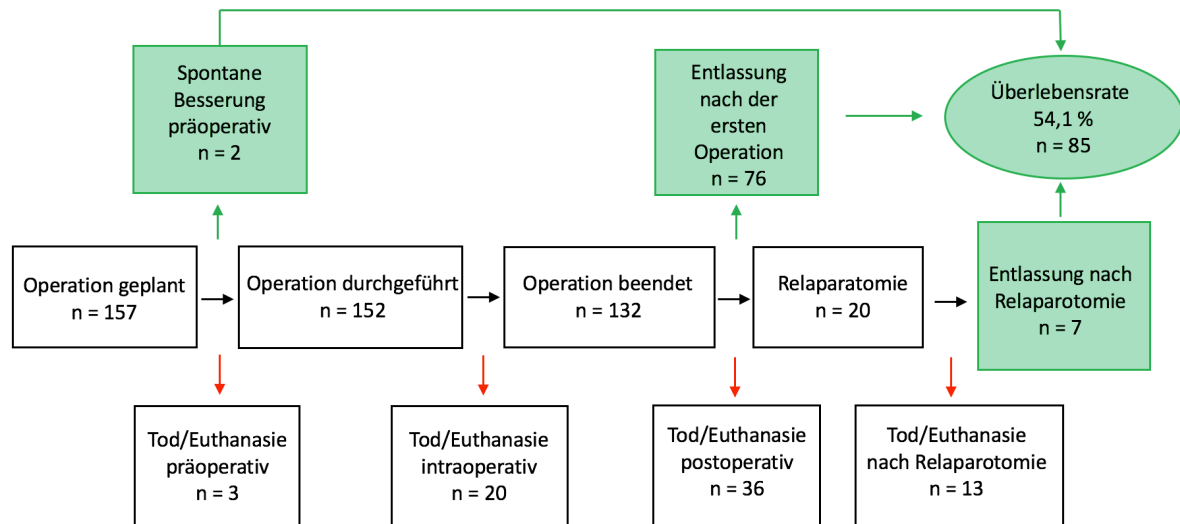 Spontane
Besserung
präoperativ
n = 2
Entlassung
nach der
ersten
Operation
n = 76
Überlebensrate
54,1 %
n = 85
Operation geplant
n = 157
Operation durchgeführt
n = 152
Operation beendet
n = 132
Relaparatomie
n = 20
Entlassung nach
Relaparotomie
n = 7
Tod/Euthanasie
präoperativ
n = 3
Tod/Euthanasie
intraoperativ
n = 20
Tod/Euthanasie
postoperativ
n = 36
Tod/Euthanasie
nach Relaparotomie
n = 13